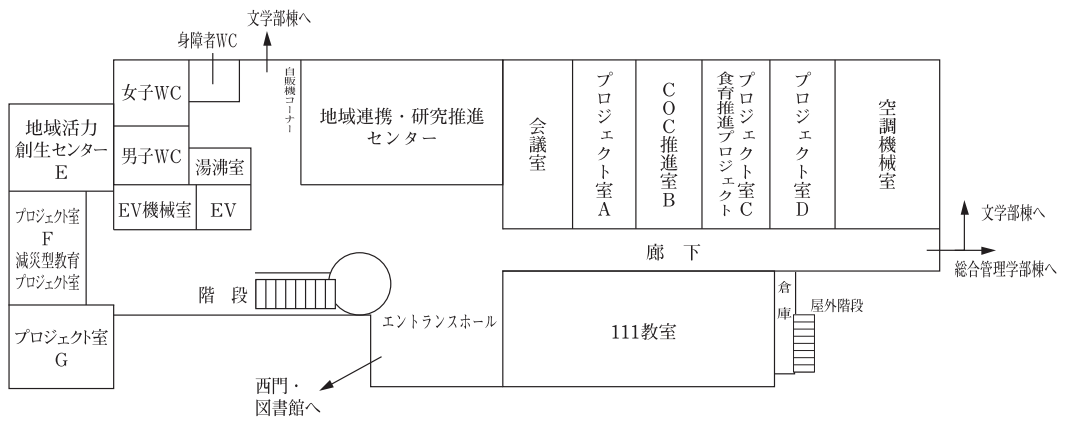 文学部棟へ
身障者WC
女子WC
自販機コーナー
地域連携・研究推進
センター
会議室
プロジェクト室A
COC推進室B
プロジェクト室C
食育推進プロジェクト
プロジェクト室D
空調機械室
地域活力
創生センター
E
男子WC
湯沸室
EV機械室
EV
プロジェクト室
F
減災型教育
プロジェクト室
文学部棟へ
廊 下
総合管理学部棟へ
階 段
エントランスホール
111教室
倉庫
屋外階段
プロジェクト室
G
西門・
図書館へ